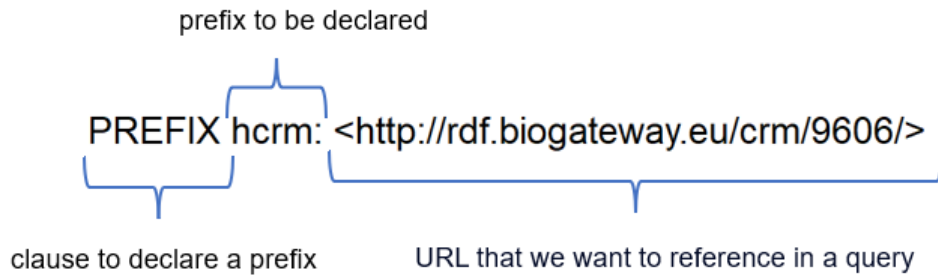 prefix to be declared
PREFIX hcrm: <http://rdf.biogateway.eu/crm/9606/>
clause to declare a prefix
URL that we want to reference in a query